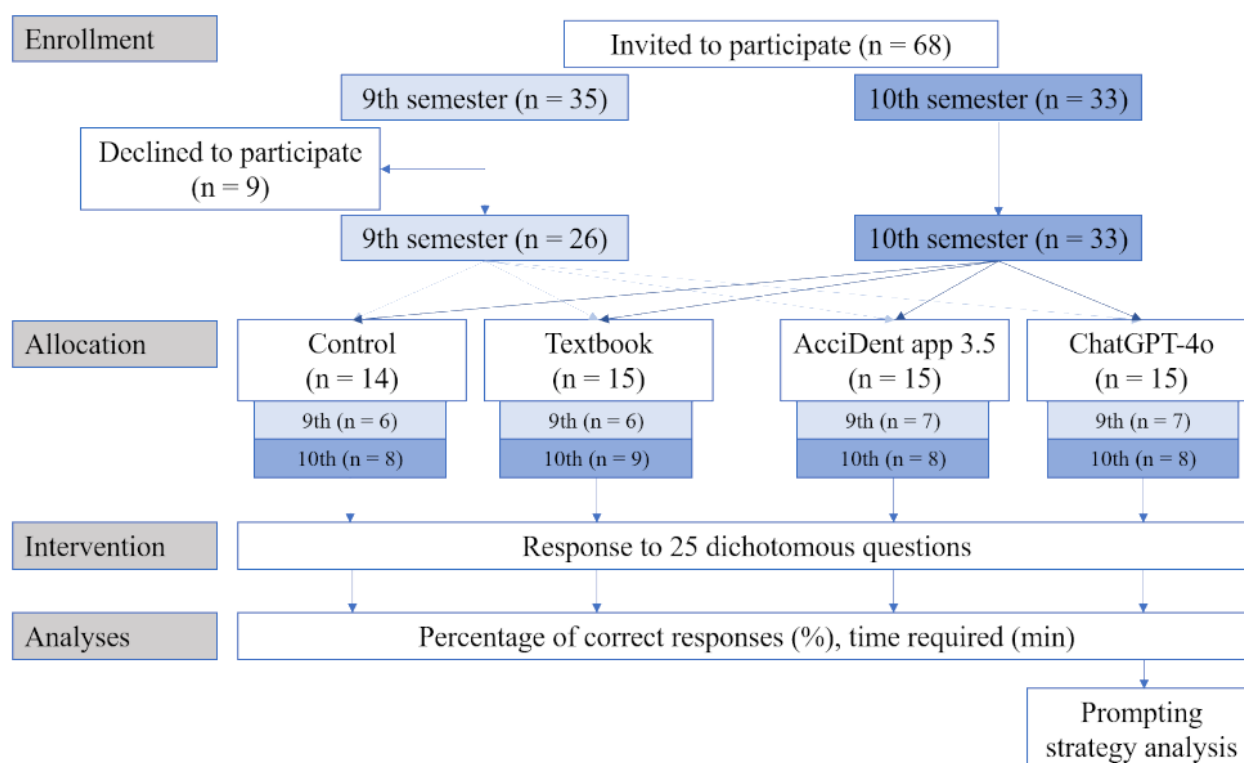 Enrollment
Invited to participate (n = 68)
9th semester (n = 35)
10th semester (n = 33)
Declined to participate
(n = 9)
9th semester (n = 26)
10th semester (n = 33)
Allocation
Control
(n = 14)
9th (n = 6)
10th (n = 8)
Textbook
(n = 15)
9th (n = 6)
10th (n = 9)
AcciDent app 3.5
(n = 15)
9th (n = 7)
10th (n = 8)
ChatGPT-4o
(n = 15)
9th (n = 7)
10th (n = 8)
Intervention
Response to 25 dichotomous questions
Analyses
Percentage of correct responses (%), time required (min)
Prompting
strategy analysis